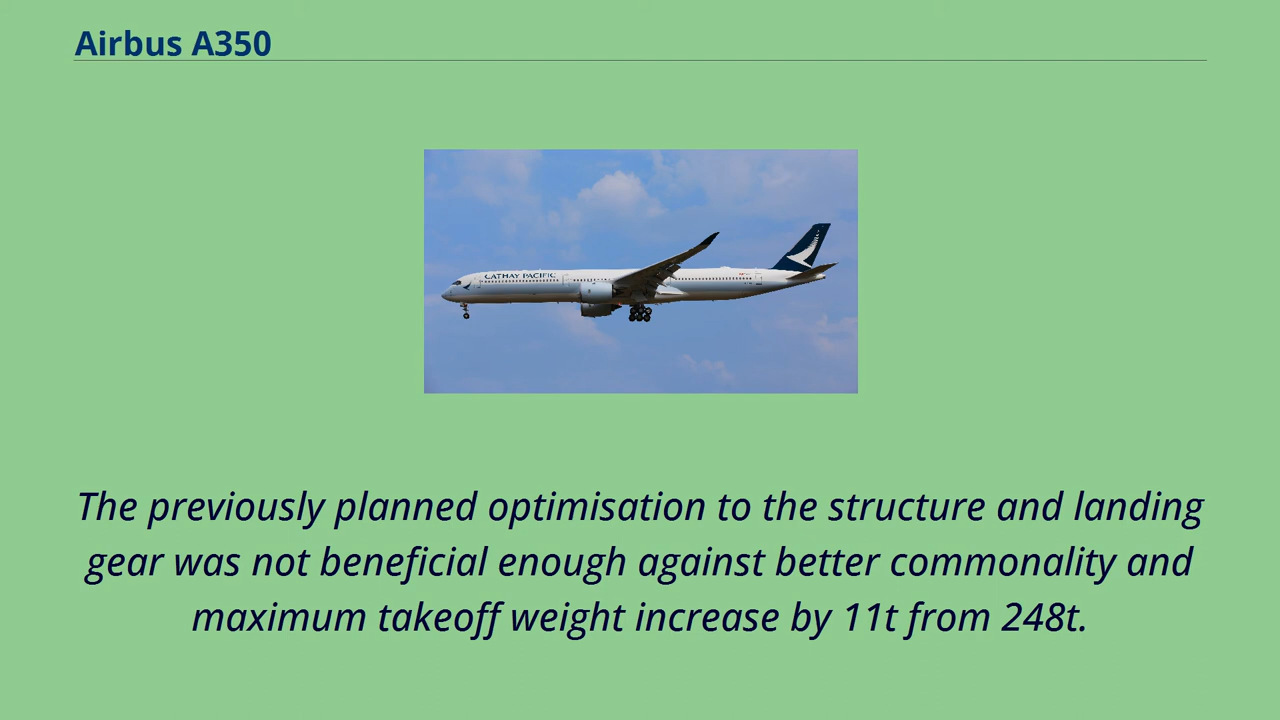 Airbus A350
CATHAY PACIFIC
The previously planned optimisation to the structure and landing
gear was not beneficial enough against better commonality and
maximum takeoff weight increase by 11t from 248t.